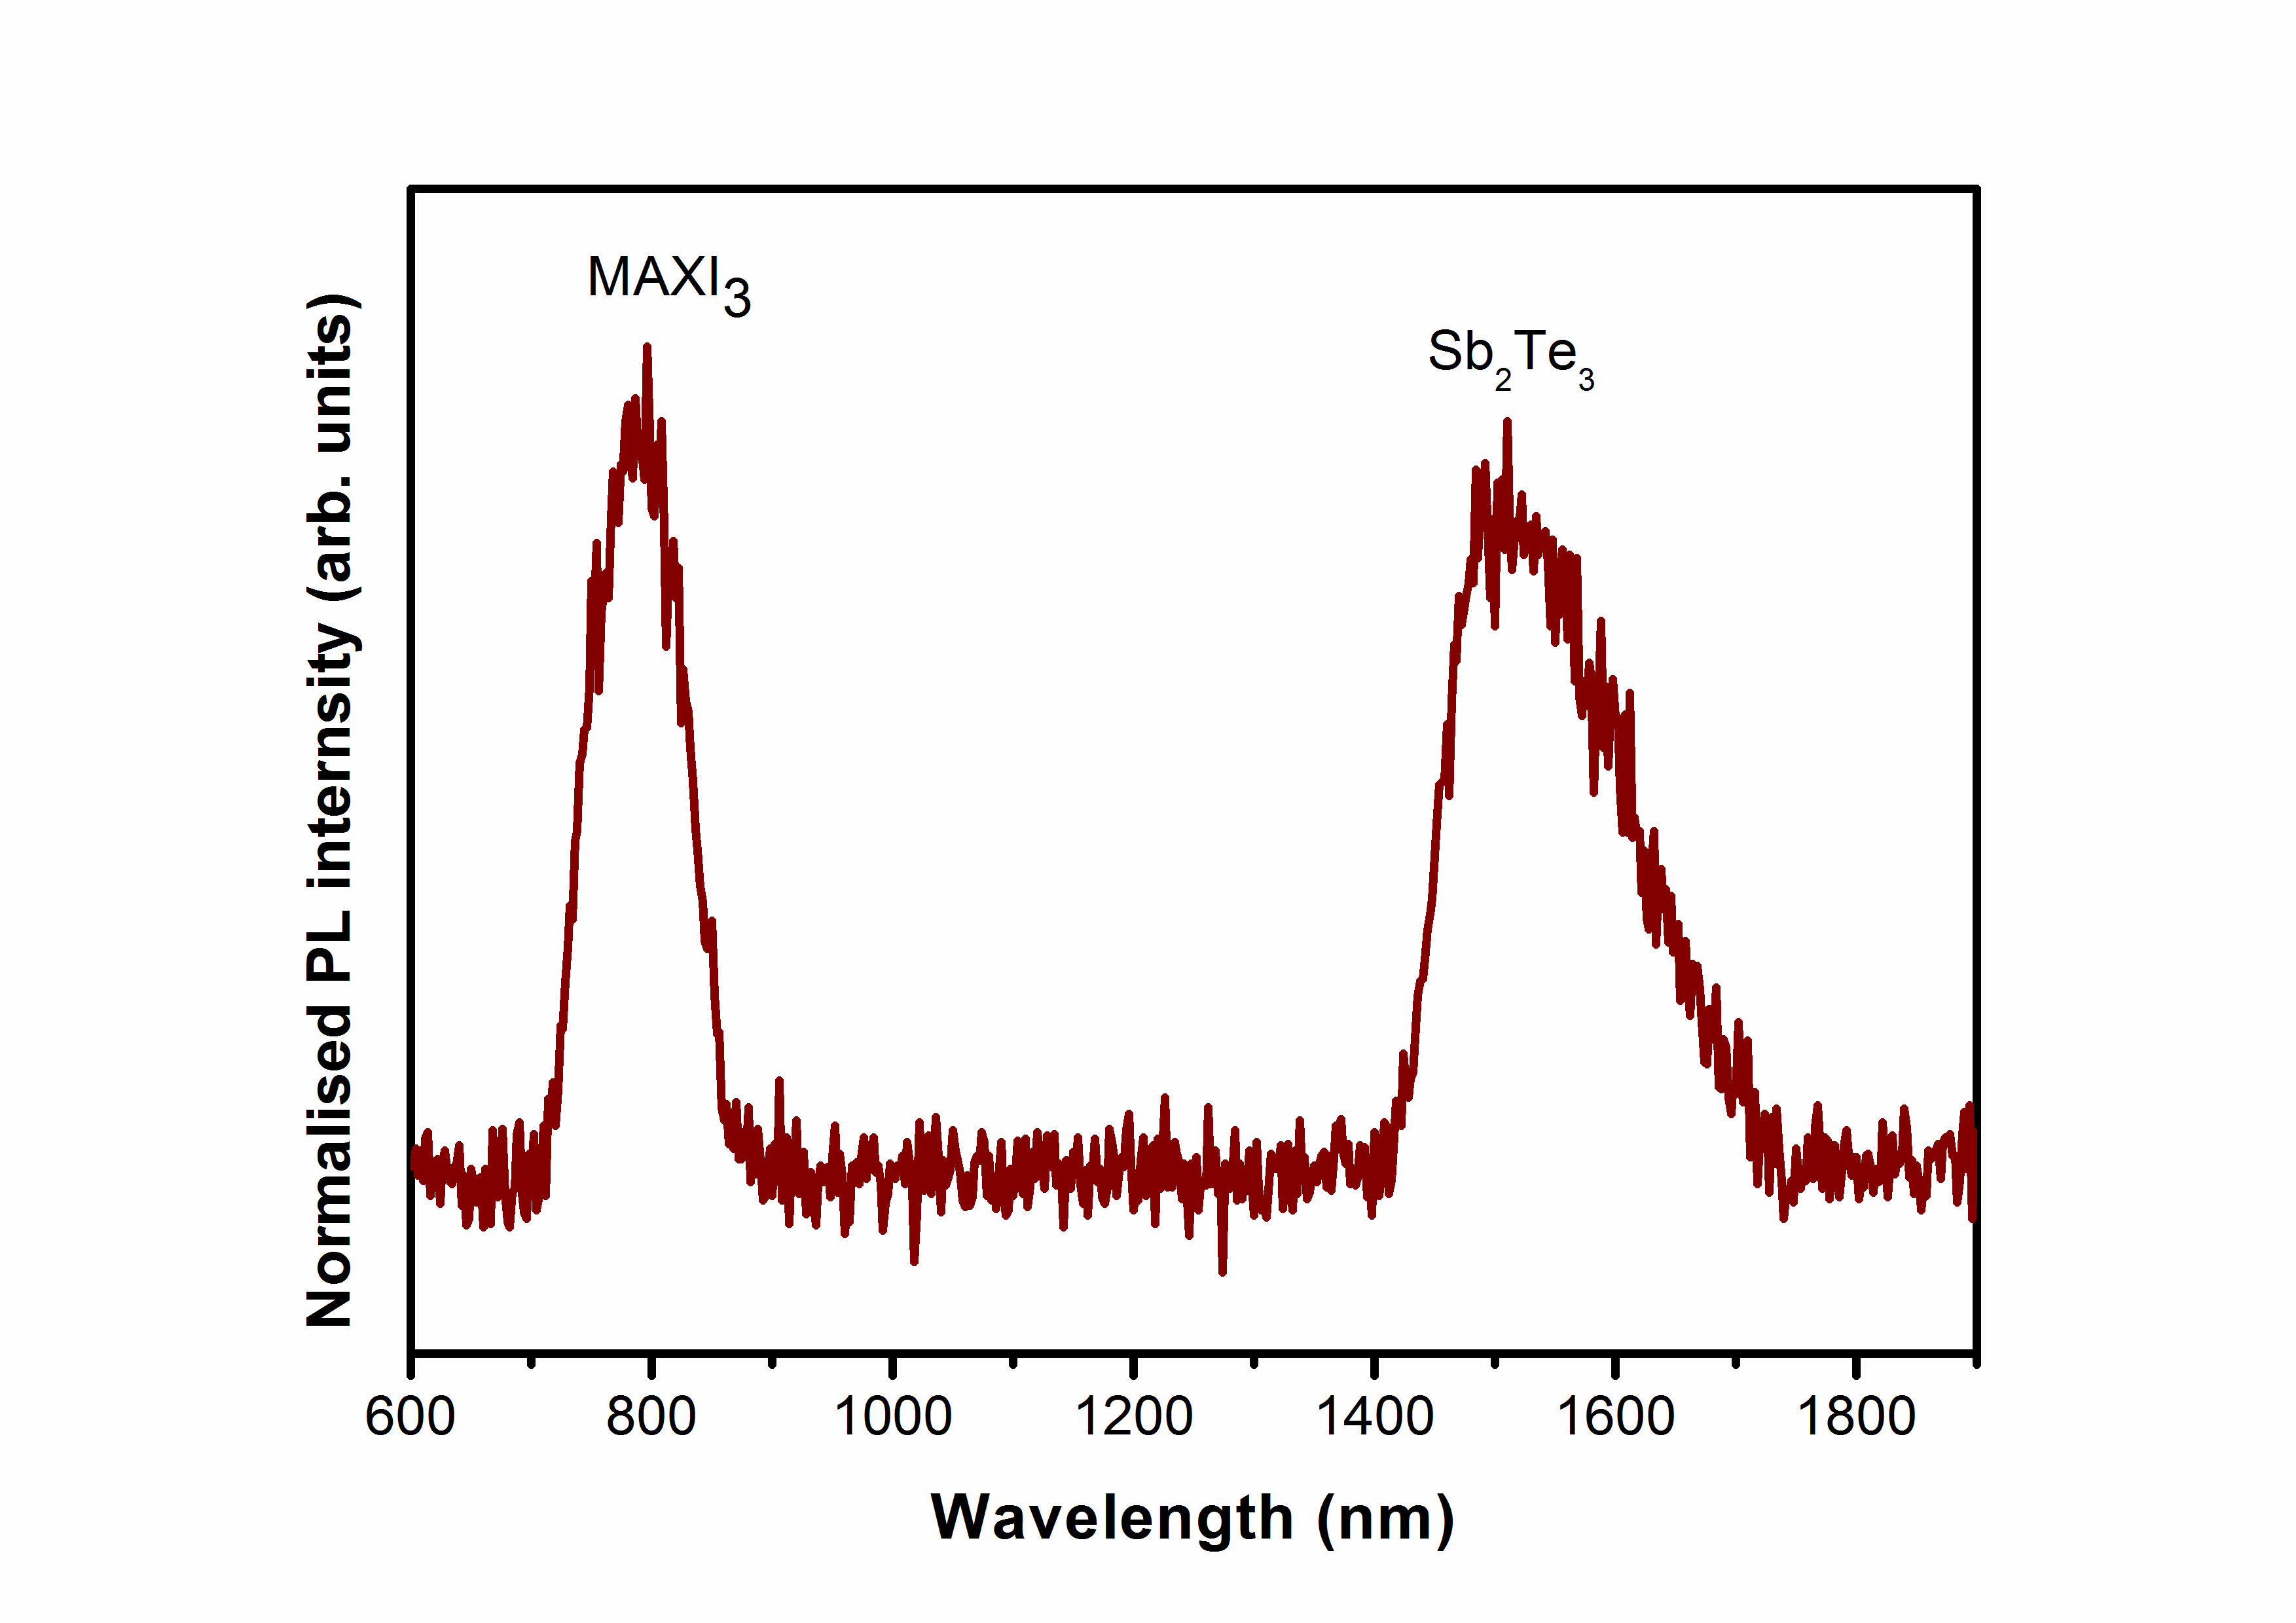 MAXI₃
Sb₂Te₃
Normalised PL internsity (arb. units)
600 800 1000 1200 1400 1600 1800
Wavelength (nm)